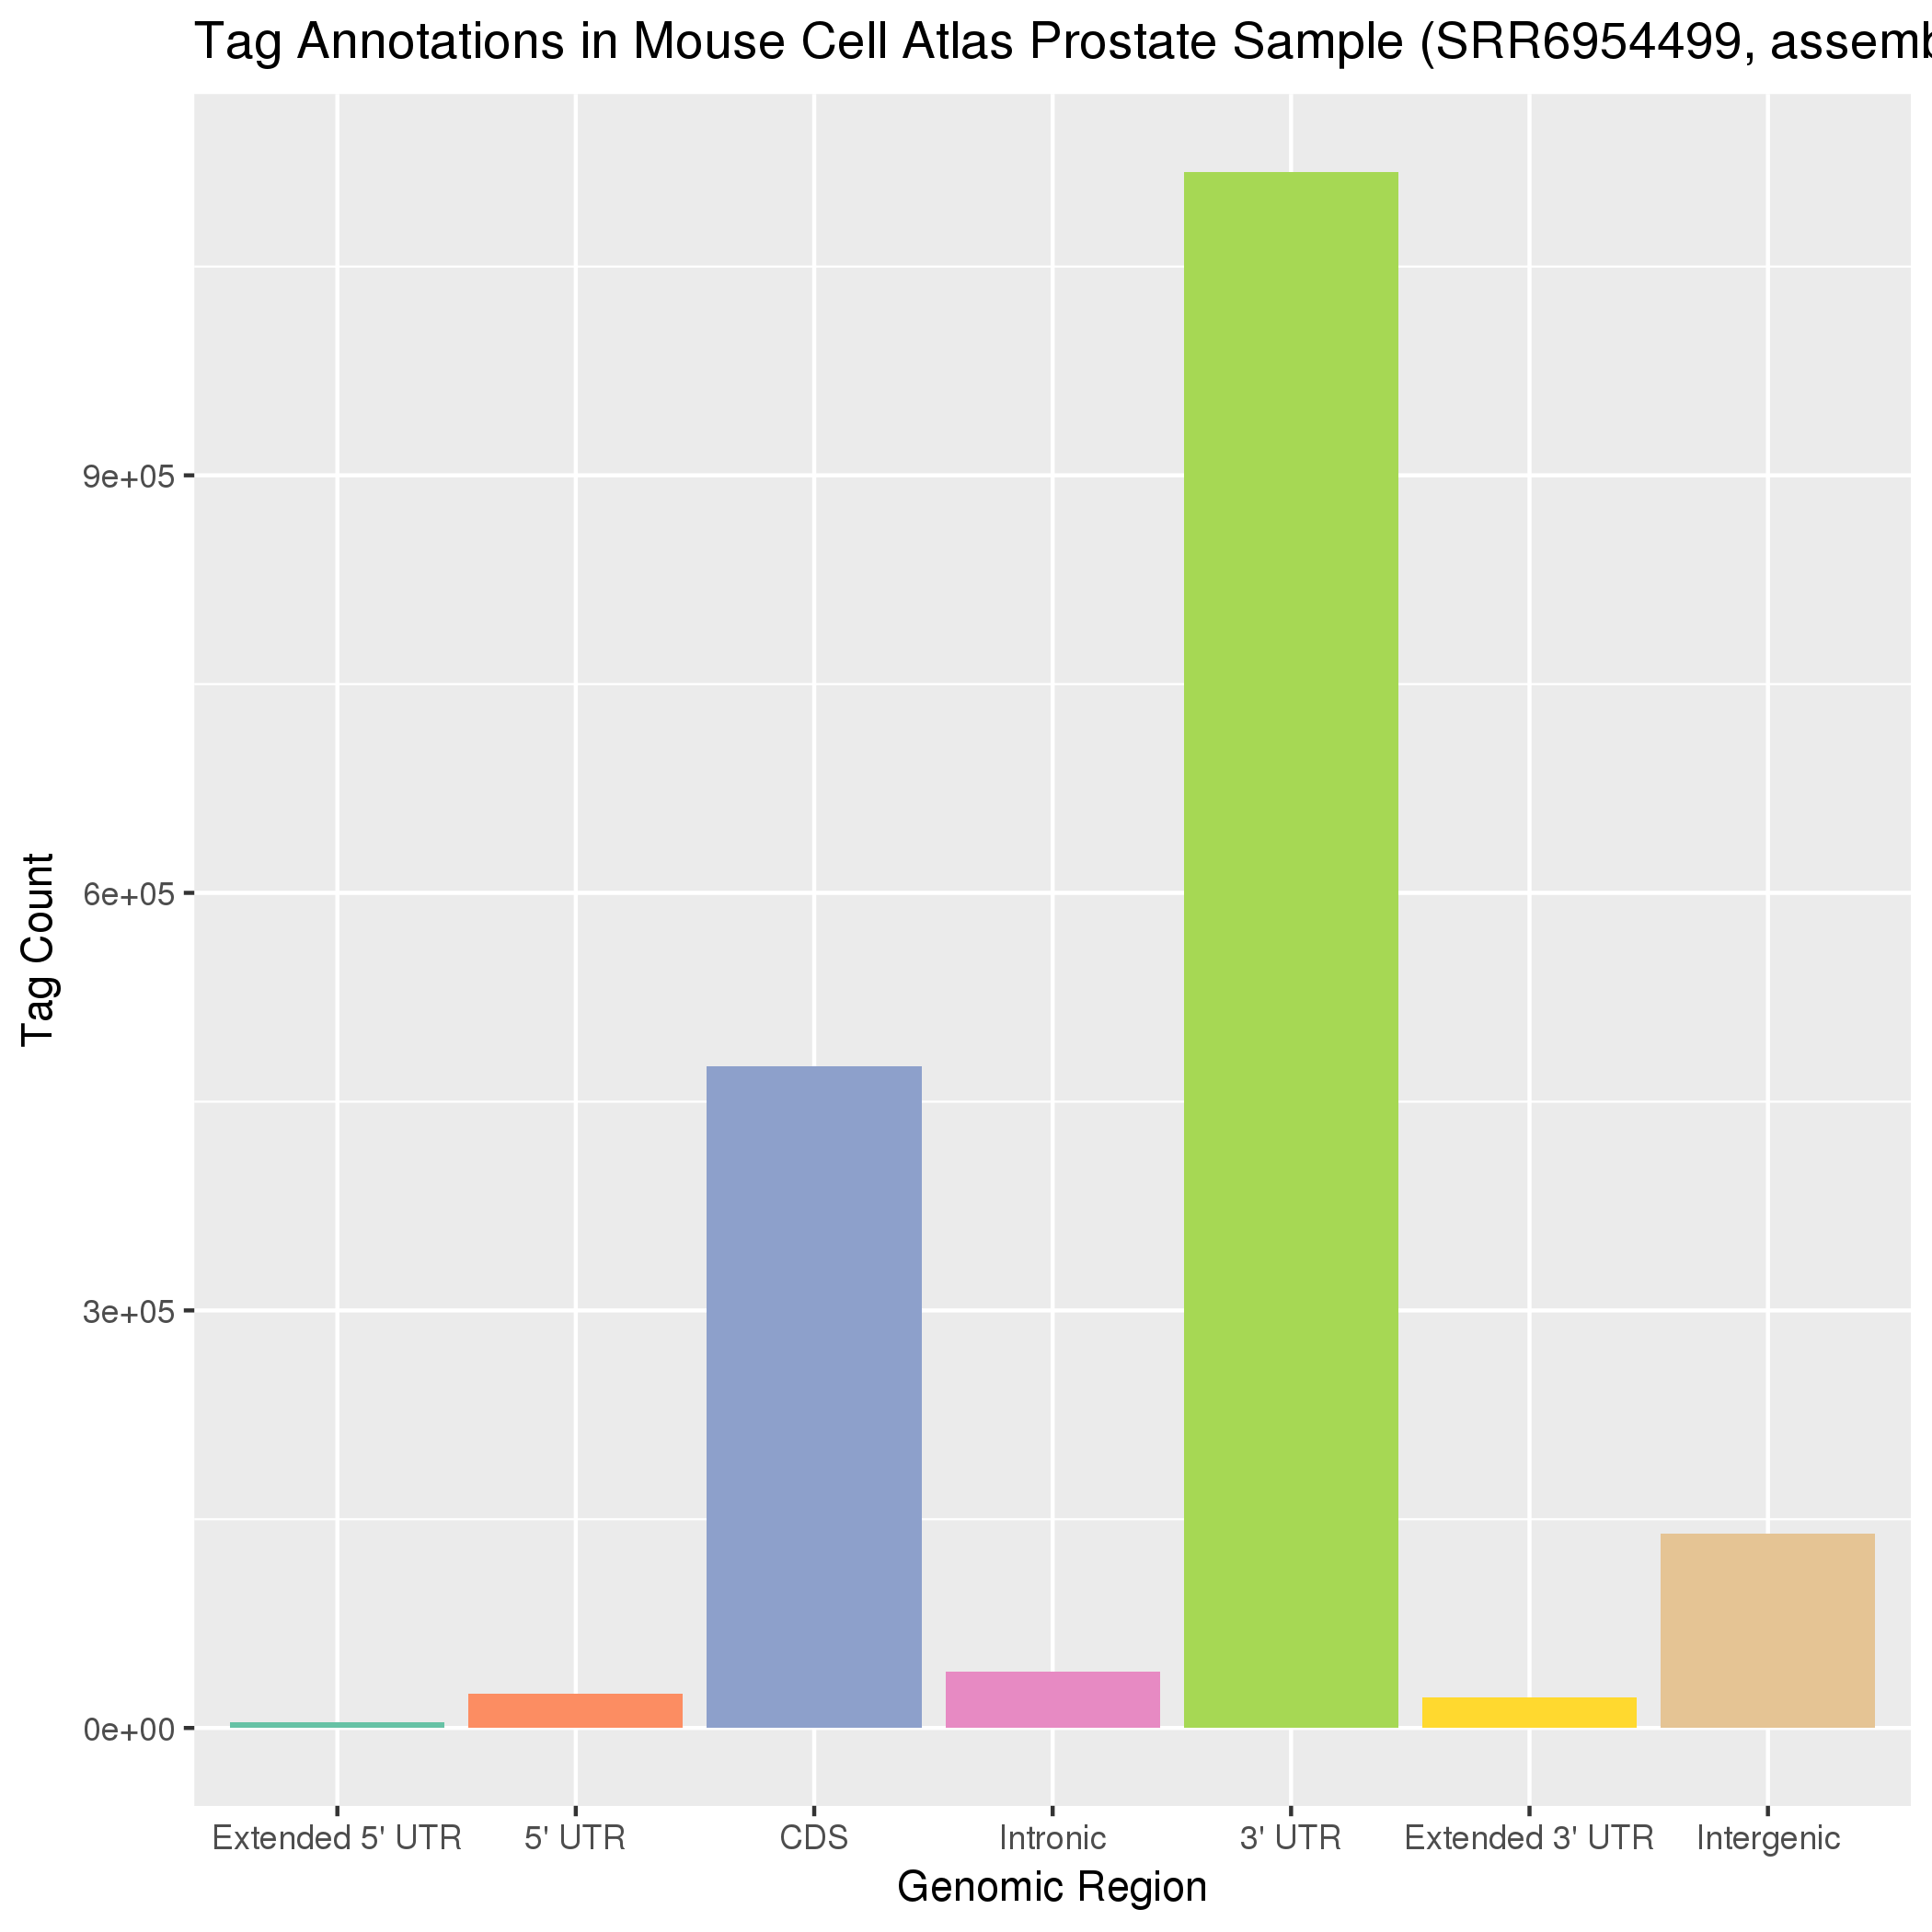 Tag Annotations in Mouse Cell Atlas Prostate Sample (SRR6954499, assemb
9e+05
6e+05
3e+05
0e+00
Tag Count
Extended 5' UTR 5' UTR CDS Intronic 3' UTR Extended 3' UTR Intergenic
Genomic Region